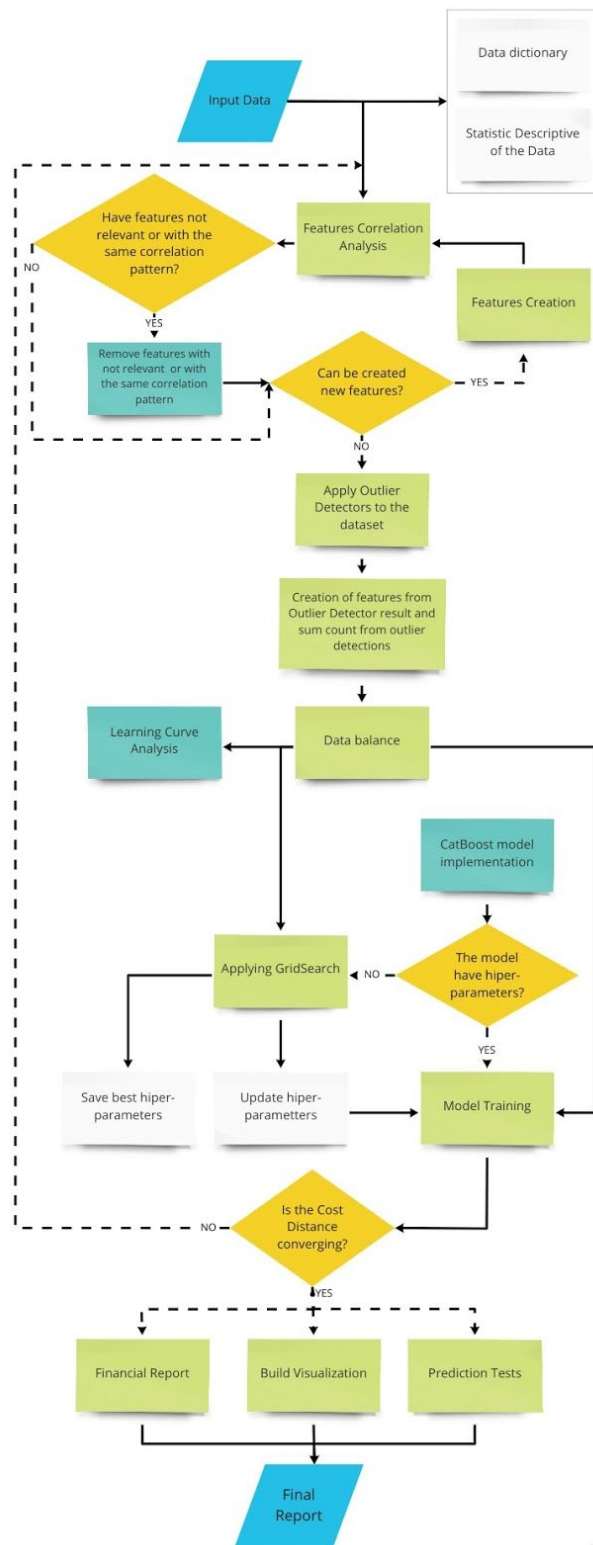 Data dictionary
Input Data
Statistic Descriptive
of the Data
Have features not
relevant or with the
same correlation
pattern?
Features Correlation
Analysis
NO
Features Creation
YES
Remove features with
not relevant or with
the same correlation
pattern
Can be created
new features?
YES
NO
Apply Outlier
Detectors to the
dataset
Creation of features from
Outlier Detector result and
sum count from outlier
detections
Learning Curve
Analysis
Data balance
CatBoost model
implementation
Applying GridSearch
NO
The model
have hiper-
parameters?
YES
Save best hiper-
parameters
Update hiper-
parametters
Model Training
Is the Cost
Distance
converging?
NO
YES
Financial Report
Build Visualization
Prediction Tests
Final
Report